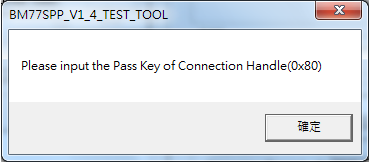 BM77SPP_V1_4_TEST_TOOL
Please input the Pass Key of Connection Handle(0x80)
確定